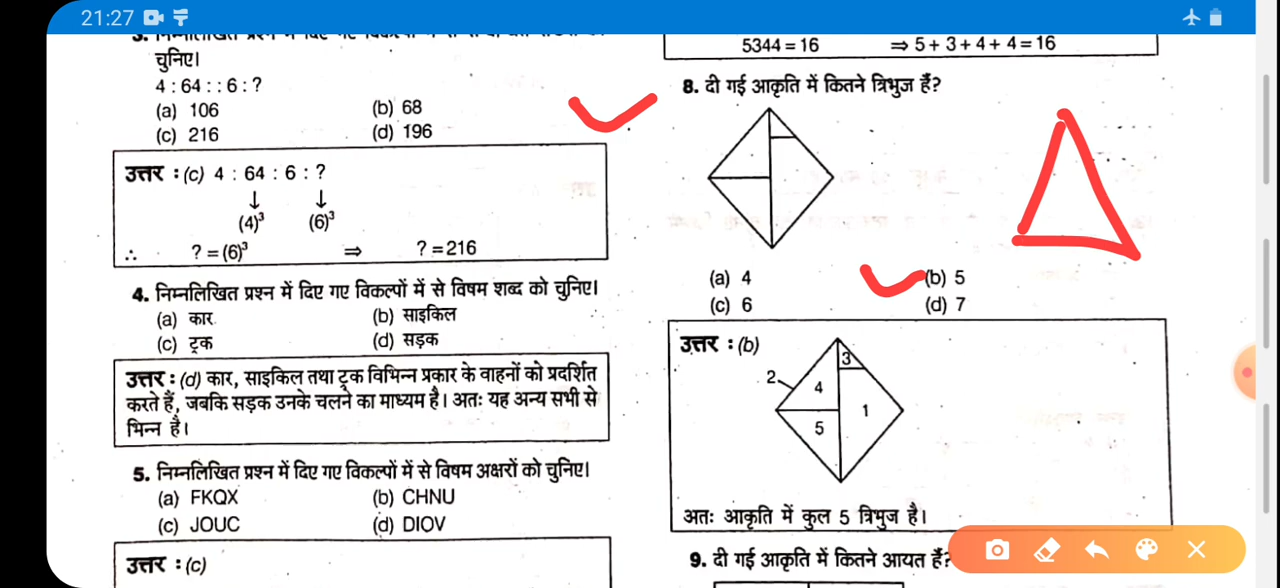 21:27
चुनिए।
4 : 64 : : 6 : ?
(a) 106 (b) 68
(c) 216 (d) 196
उत्तर : (c) 4 : 64 : 6 : ?
↓ ↓
(4)³ (6)³
∴ ? = (6)³ ⇒ ? = 216
4. निम्नलिखित प्रश्न में दिए गए विकल्पों में से विषम शब्द को चुनिए।
(a) कार (b) साइकिल
(c) ट्रक (d) सड़क
उत्तर : (d) कार, साइकिल तथा ट्रक विभिन्न प्रकार के वाहनों को प्रदर्शित
करते हैं, जबकि सड़क उनके चलने का माध्यम है। अतः यह अन्य सभी से
भिन्न है।
5. निम्नलिखित प्रश्न में दिए गए विकल्पों में से विषम अक्षरों को चुनिए।
(a) FKQX (b) CHNU
(c) JOUC (d) DIOV
उत्तर : (c)
5344 = 16 ⇒ 5 + 3 + 4 + 4 = 16
8. दी गई आकृति में कितने त्रिभुज हैं?
(a) 4 (b) 5
(c) 6 (d) 7
उत्तर : (b)
3
2
4
1
5
अतः आकृति में कुल 5 त्रिभुज है।
9. दी गई आकृति में कितने आयत हैं?